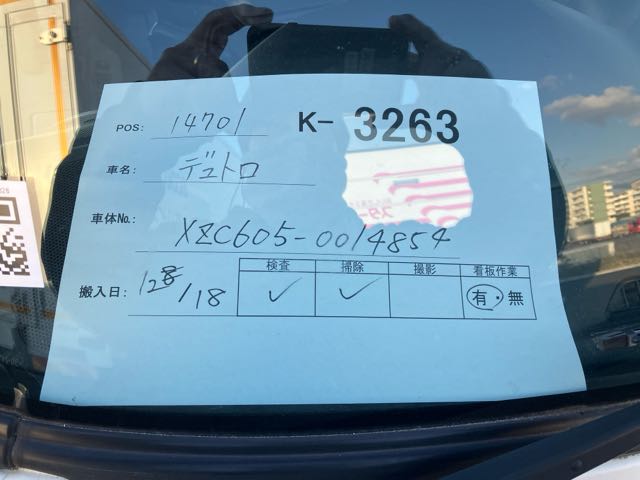 POS: 14701 K-3263
車名: デュトロ
車体No. XZC605-0014854
検査 掃除 撮影 看板作業
搬入日: /18 ✓ ✓ 有・無